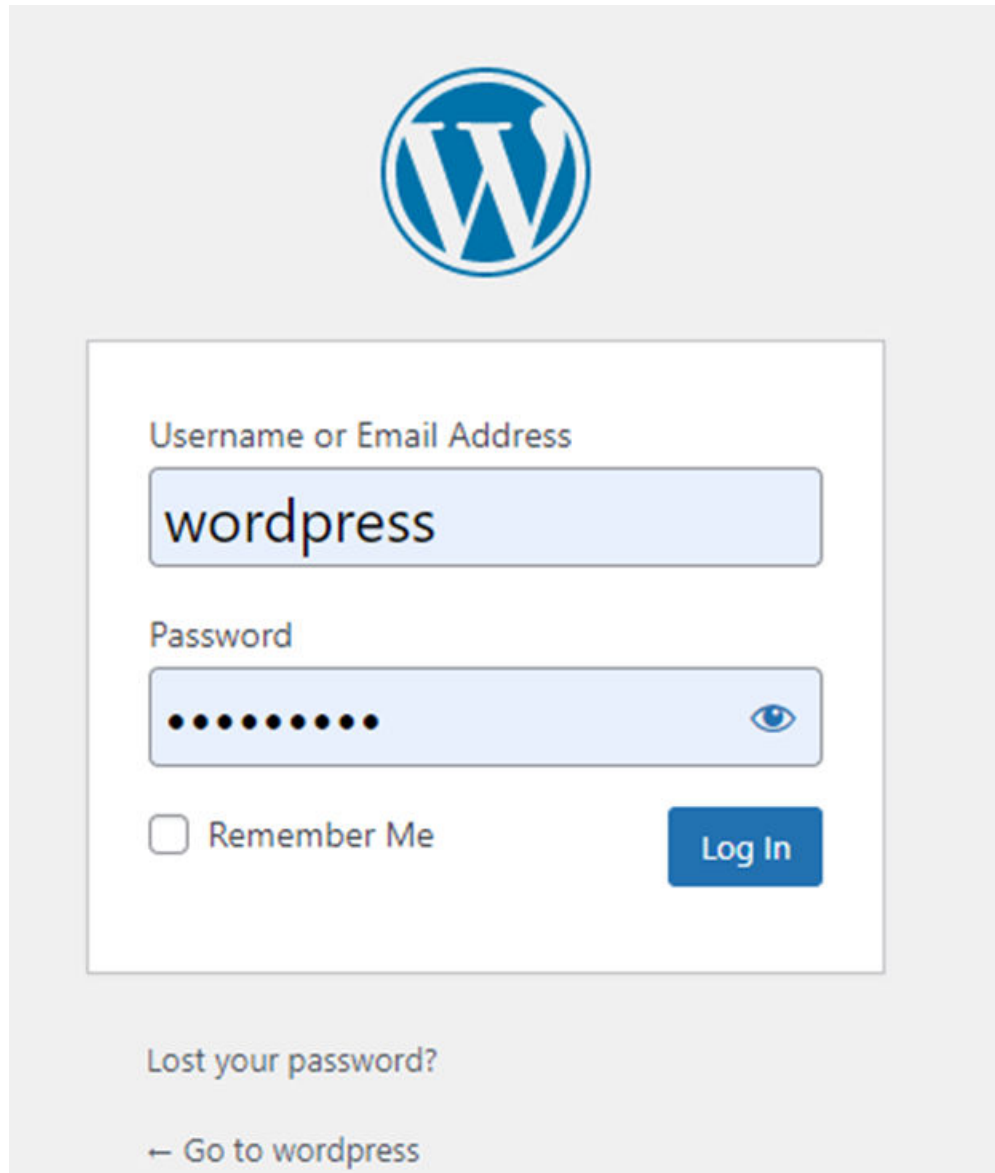 W
Username or Email Address
wordpress
Password
•••••••••
Remember Me
Log In
Lost your password?
← Go to wordpress